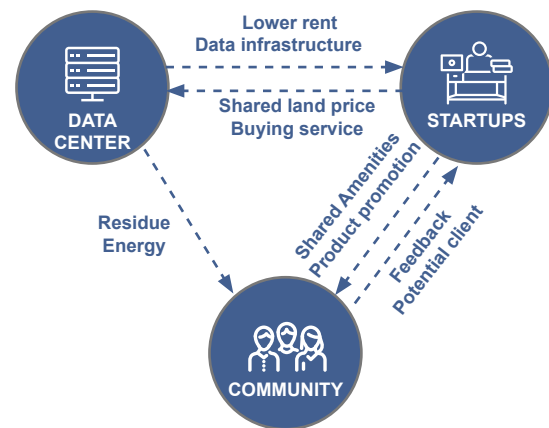 Lower rent
Data infrastructure
DATA
CENTER
Shared land price
Buying service
STARTUPS
Residue
Energy
Shared Amenities
Product promotion
Feedback
Potential client
COMMUNITY